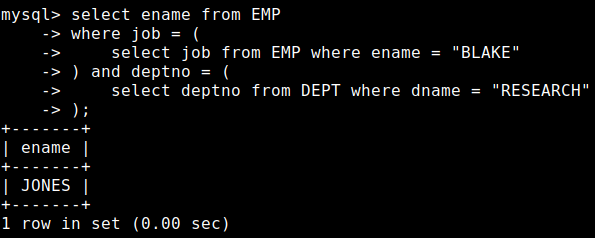 mysql> select ename from EMP
    -> where job = (
    ->     select job from EMP where ename = "BLAKE"
    -> ) and deptno = (
    ->     select deptno from DEPT where dname = "RESEARCH"
    -> );
+-------+
| ename |
+-------+
| JONES |
+-------+
1 row in set (0.00 sec)